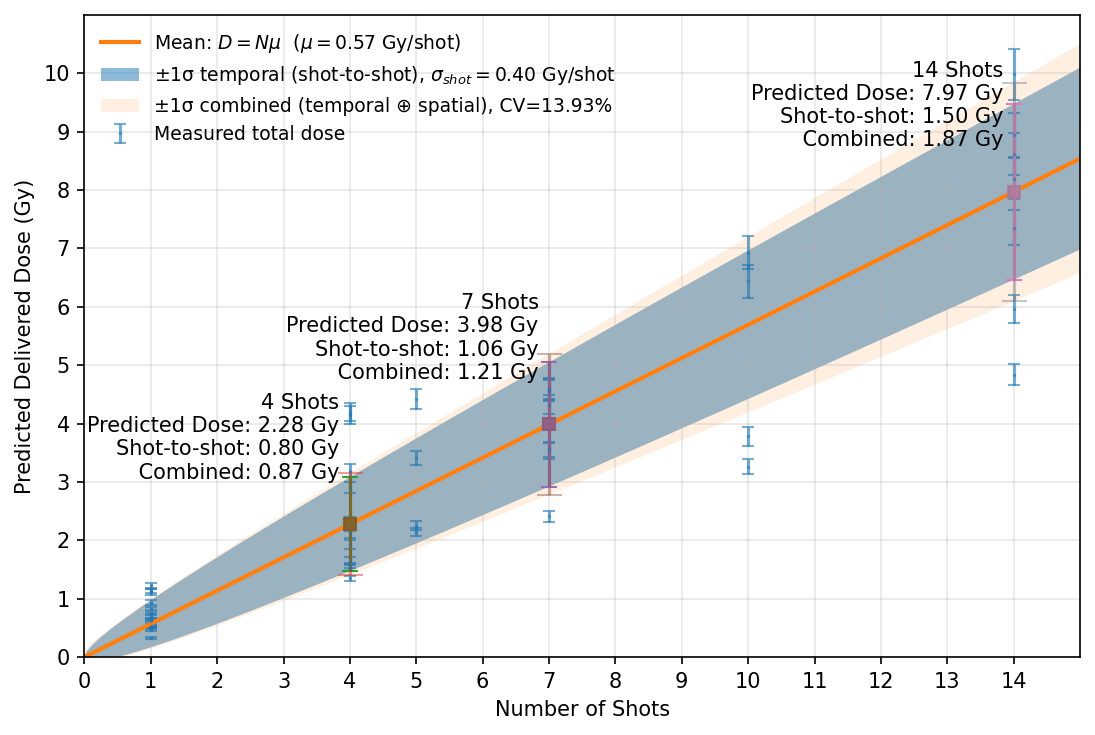 Mean: D = Nμ (μ = 0.57 Gy/shot)
±1σ temporal (shot-to-shot), σshot = 0.40 Gy/shot
±1σ combined (temporal ⊕ spatial), CV=13.93%
Measured total dose
14 Shots
Predicted Dose: 7.97 Gy
Shot-to-shot: 1.50 Gy
Combined: 1.87 Gy
7 Shots
Predicted Dose: 3.98 Gy
Shot-to-shot: 1.06 Gy
Combined: 1.21 Gy
4 Shots
Predicted Dose: 2.28 Gy
Shot-to-shot: 0.80 Gy
Combined: 0.87 Gy
Predicted Delivered Dose (Gy)
10
9
8
7
6
5
4
3
2
1
0
0 1 2 3 4 5 6 7 8 9 10 11 12 13 14
Number of Shots